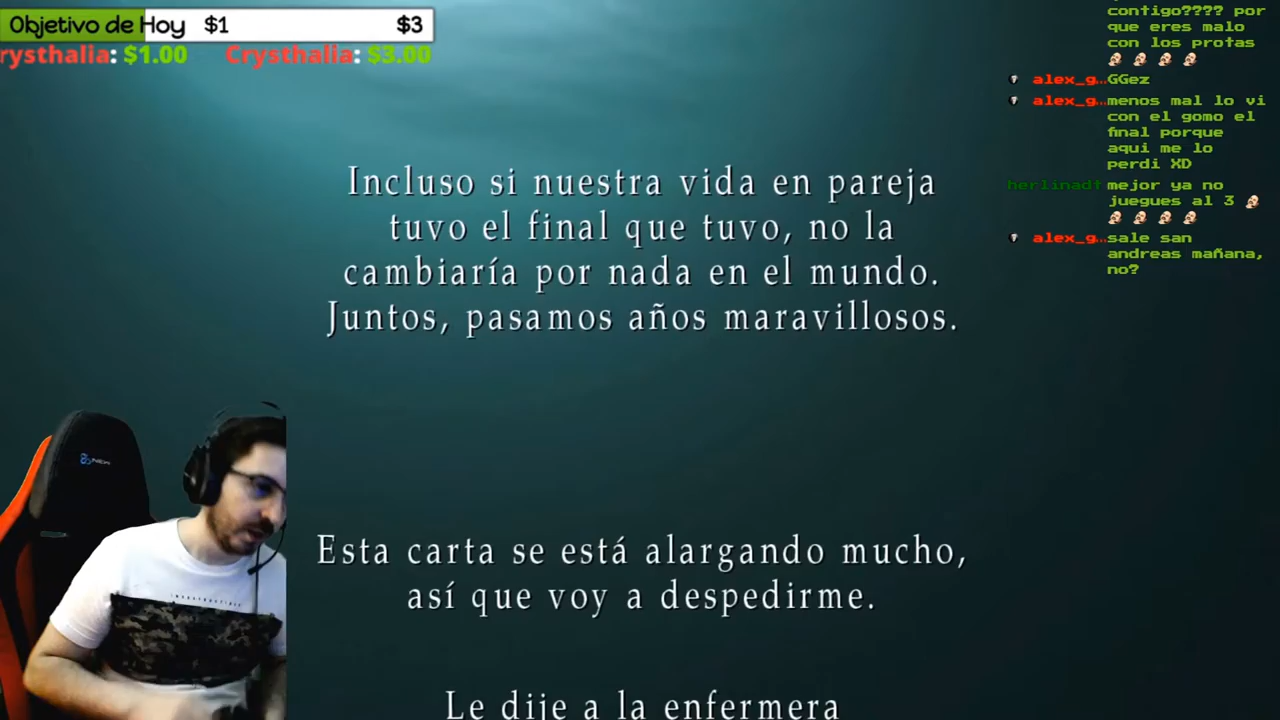 Objetivo de Hoy $1 $3
rysthalia: $1.00 Crysthalia: $3.00
contigo???? por
que eres malo
con los protas
alex_g…GGez
alex_g…menos mal lo vi
con el gomo el
final porque
aqui me lo
perdi XD
herlinadt mejor ya no
juegues al 3
alex_g…sale san
andreas mañana,
no?
Incluso si nuestra vida en pareja
tuvo el final que tuvo, no la
cambiaría por nada en el mundo.
Juntos, pasamos años maravillosos.
Esta carta se está alargando mucho,
así que voy a despedirme.
Le dije a la enfermera